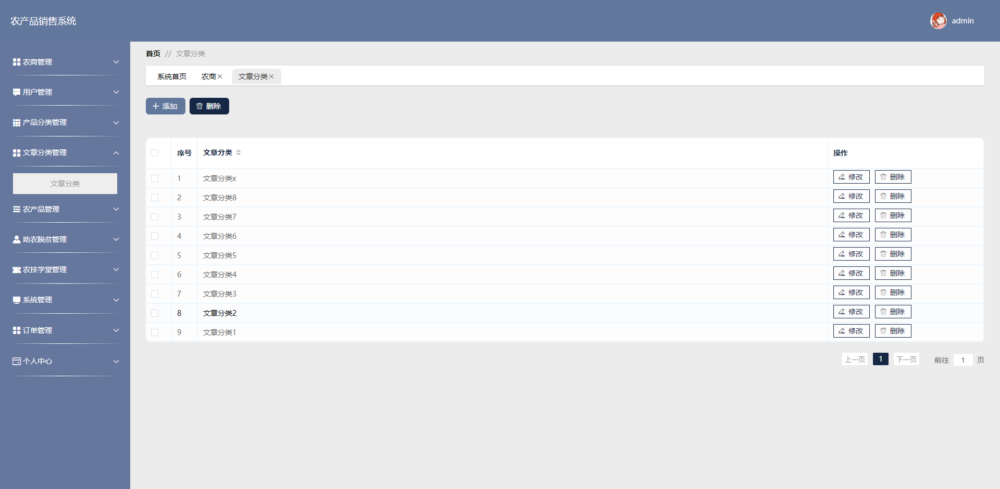 农产品销售系统
admin
农商管理
用户管理
产品分类管理
文章分类管理
文章分类
农产品管理
助农脱贫管理
农技学堂管理
系统管理
订单管理
个人中心
首页 // 文章分类
系统首页 农商 文章分类
添加 删除
序号 文章分类 操作
1 文章分类x 修改 删除
2 文章分类8 修改 删除
3 文章分类7 修改 删除
4 文章分类6 修改 删除
5 文章分类5 修改 删除
6 文章分类4 修改 删除
7 文章分类3 修改 删除
8 文章分类2 修改 删除
9 文章分类1 修改 删除
上一页 1 下一页 前往 1 页